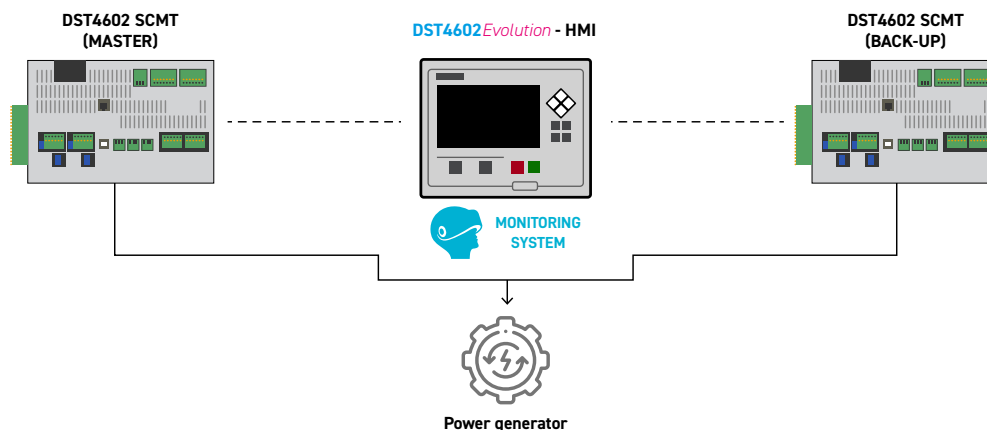 DST4602 SCMT
(MASTER)
DST4602Evolution - HMI
DST4602 SCMT
(BACK-UP)
MONITORING
SYSTEM
Power generator